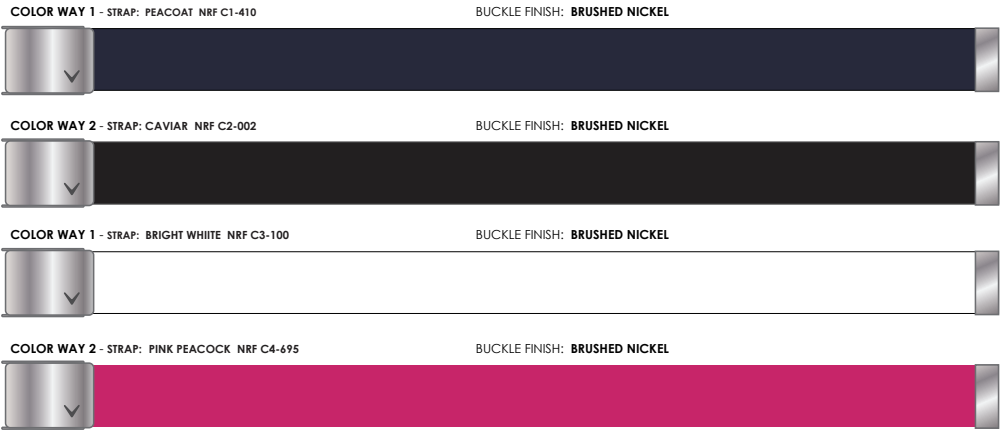 COLOR WAY 1 - STRAP: PEACOAT NRF C1-410 BUCKLE FINISH: BRUSHED NICKEL
COLOR WAY 2 - STRAP: CAVIAR NRF C2-002 BUCKLE FINISH: BRUSHED NICKEL
COLOR WAY 1 - STRAP: BRIGHT WHIITE NRF C3-100 BUCKLE FINISH: BRUSHED NICKEL
COLOR WAY 2 - STRAP: PINK PEACOCK NRF C4-695 BUCKLE FINISH: BRUSHED NICKEL